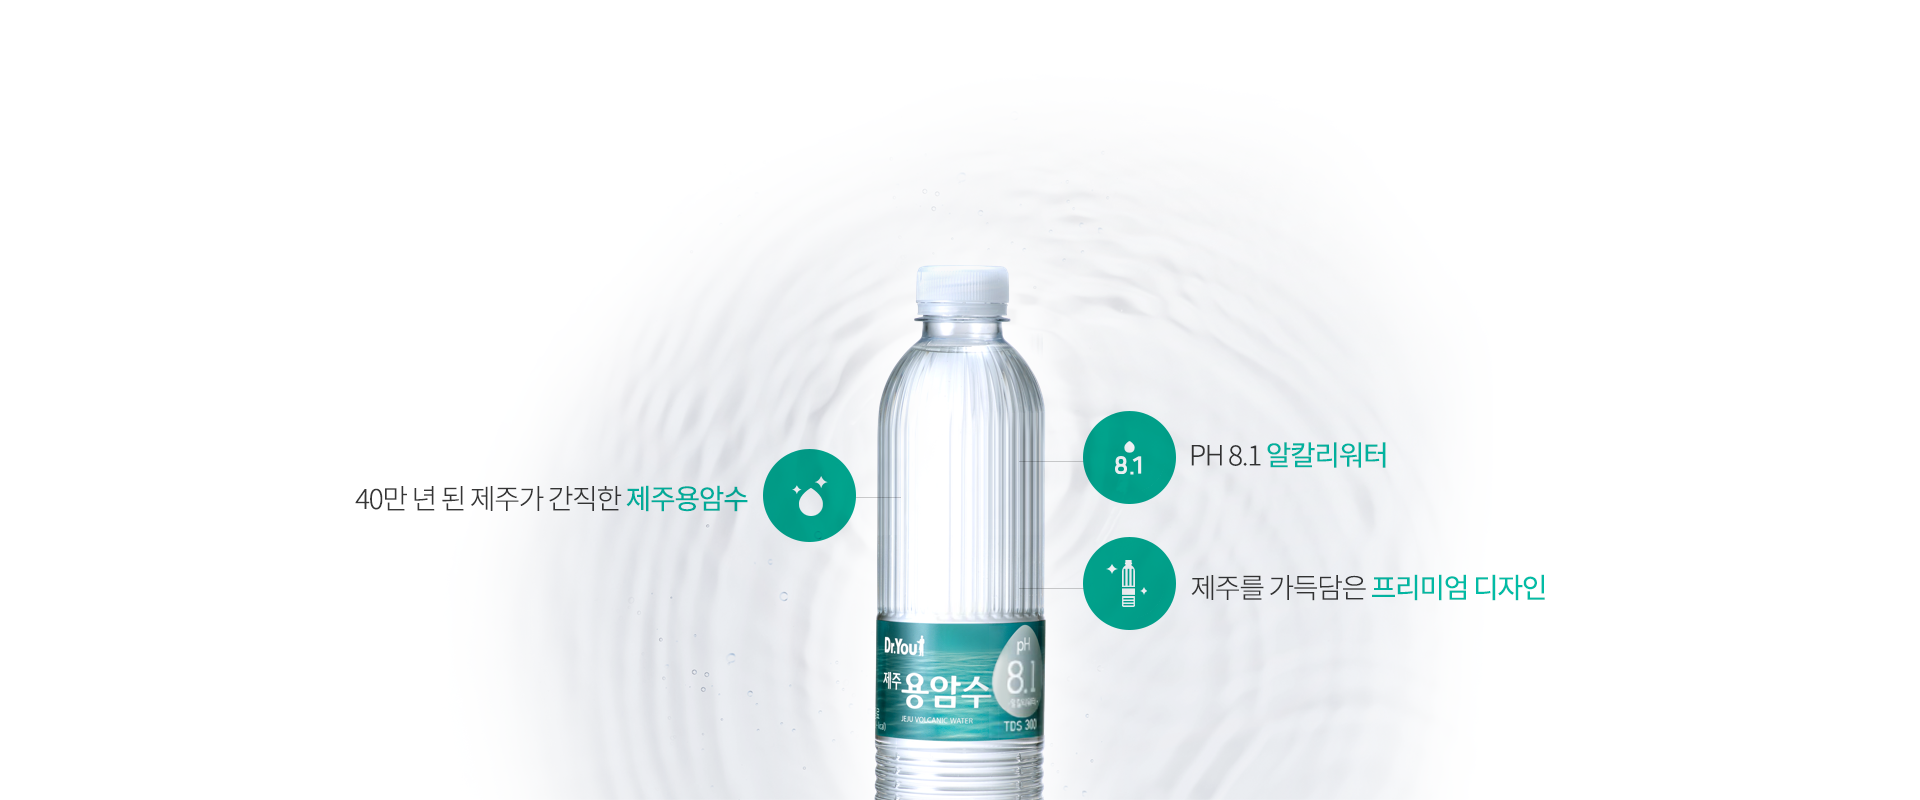 40만 년 된 제주가 간직한 제주용암수
8.1
PH 8.1 알칼리워터
제주를 가득담은 프리미엄 디자인
Dr.You
제주 용암수
JEJU VOLCANIC WATER
pH
8.1
TDS 300